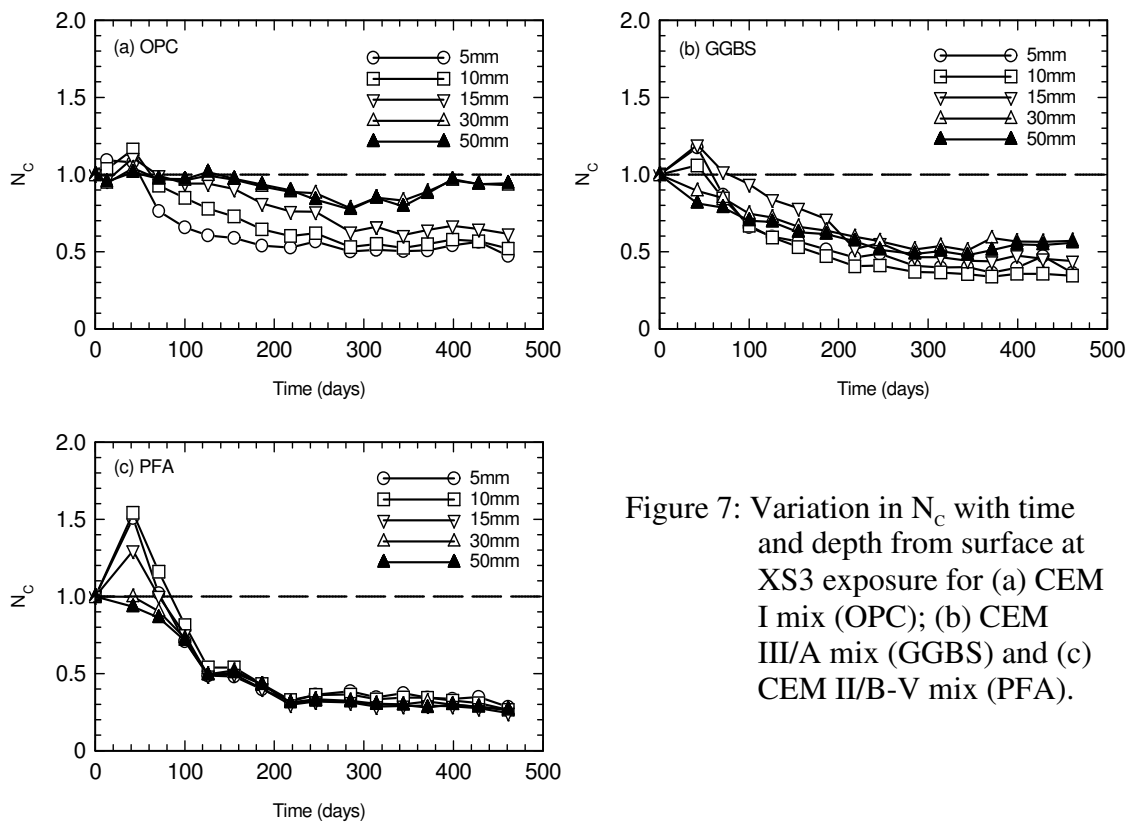 2.0
(a) OPC
5mm
10mm
15mm
30mm
50mm
1.5
1.0
0.5
0
N_C
0 100 200 300 400 500
Time (days)
2.0
(b) GGBS
5mm
10mm
15mm
30mm
50mm
1.5
1.0
0.5
0
N_C
0 100 200 300 400 500
Time (days)
2.0
(c) PFA
5mm
10mm
15mm
30mm
50mm
1.5
1.0
0.5
0
N_C
0 100 200 300 400 500
Time (days)
Figure 7: Variation in N_C with time
and depth from surface at
XS3 exposure for (a) CEM
I mix (OPC); (b) CEM
III/A mix (GGBS) and (c)
CEM II/B-V mix (PFA).